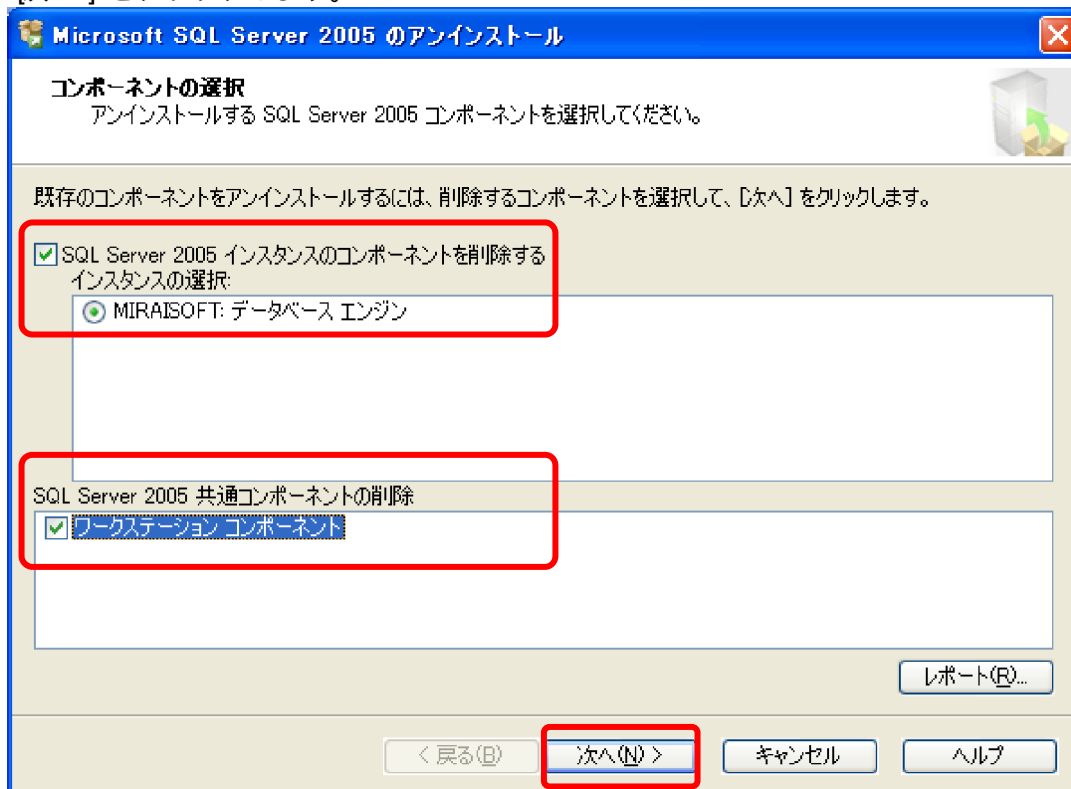 Microsoft SQL Server 2005 のアンインストール
コンポーネントの選択
アンインストールする SQL Server 2005 コンポーネントを選択してください。
既存のコンポーネントをアンインストールするには、削除するコンポーネントを選択して、[次へ] をクリックします。
SQL Server 2005 インスタンスのコンポーネントを削除する
インスタンスの選択:
MIRAISOFT: データベース エンジン
SQL Server 2005 共通コンポーネントの削除
ワークステーション コンポーネント
レポート(R)...
< 戻る(B) 次へ(N) > キャンセル ヘルプ